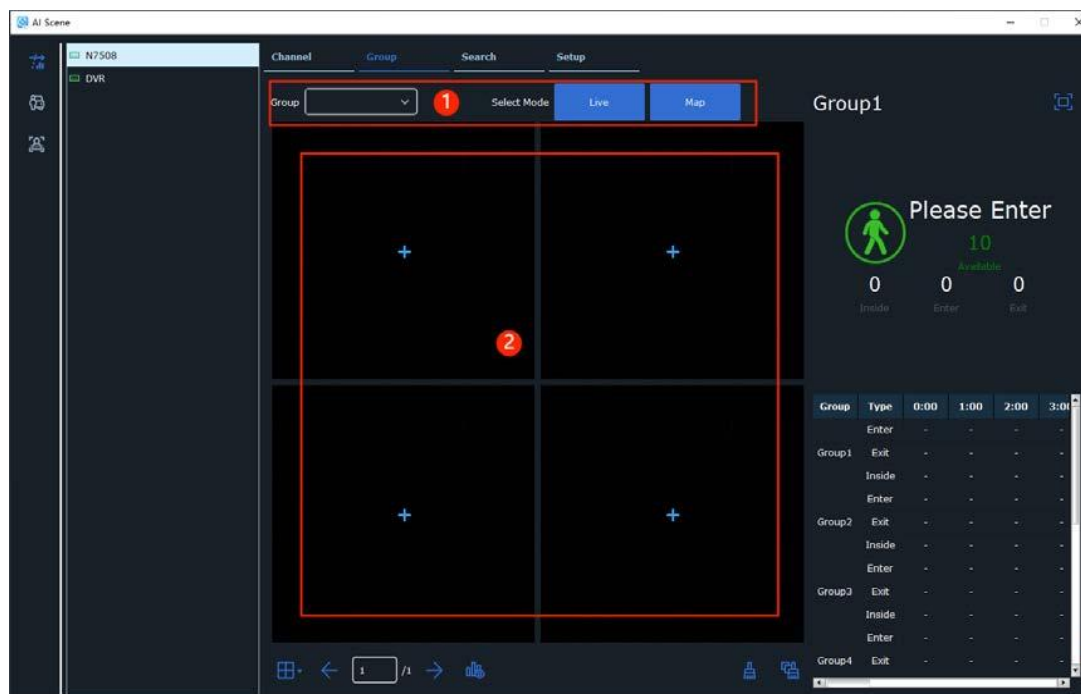 AI Scene
N7508
DVR
Channel Group Search Setup
Group 1 Select Mode Live Map
2
1 /1
Group1
Please Enter
10
Available
0 0 0
Inside Enter Exit
Group Type 0:00 1:00 2:00 3:00
Enter - - - -
Group1 Exit - - - -
Inside - - - -
Enter - - - -
Group2 Exit - - - -
Inside - - - -
Enter - - - -
Group3 Exit - - - -
Inside - - - -
Enter - - - -
Group4 Exit - - - -